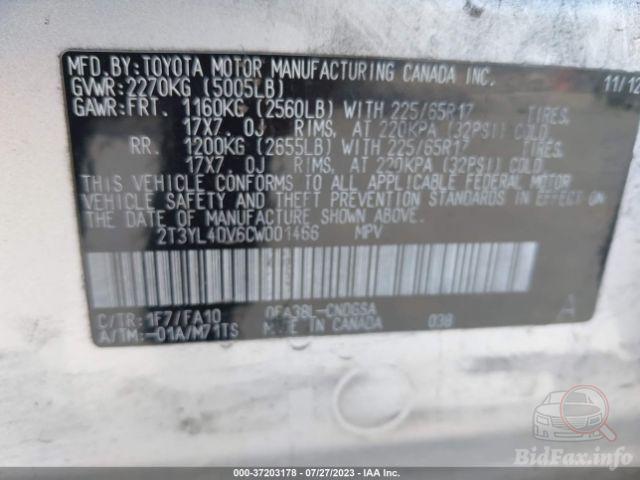 MFD.BY:TOYOTA MOTOR MANUFACTURING CANADA INC. 11/12
GVWR:2270KG (5005LB)
GAWR:FRT. 1160KG (2560LB) WITH 225/65R17 TIRES,
17X7.0J RIMS, AT 220KPA (32PSI) COLD
RR. 1200KG (2655LB) WITH 225/65R17 TIRES,
17X7.0J RIMS, AT 220KPA (32PSI) COLD
THIS VEHICLE CONFORMS TO ALL APPLICABLE FEDERAL MOTOR
VEHICLE SAFETY AND BUMPER STANDARDS IN EFFECT ON
THE DATE OF MANUFACTURE SHOWN ABOVE.
2T3YL4DV6CW001466 MPV
C/TR:1F7/FA10
A/TM:-01A/M71TS MADE IN CANADA 038
A
000-37203178 - 07/27/2023 - IAA Inc.
BidFax.info